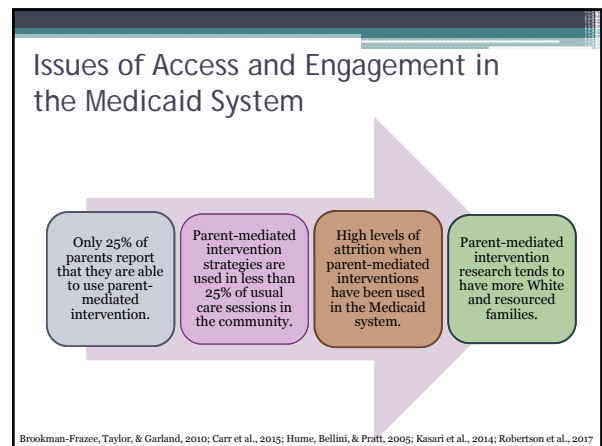 Issues of Access and Engagement in
the Medicaid System
Only 25% of
parents report
that they are able
to use parent-
mediated
intervention.
Parent-mediated
intervention
strategies are
used in less than
25% of usual
care sessions in
the community.
High levels of
attrition when
parent-mediated
interventions
have been used
in the Medicaid
system.
Parent-mediated
intervention
research tends to
have more White
and resourced
families.
Brookman-Frazee, Taylor, & Garland, 2010; Carr et al., 2015; Hume, Bellini, & Pratt, 2005; Kasari et al., 2014; Robertson et al., 2017